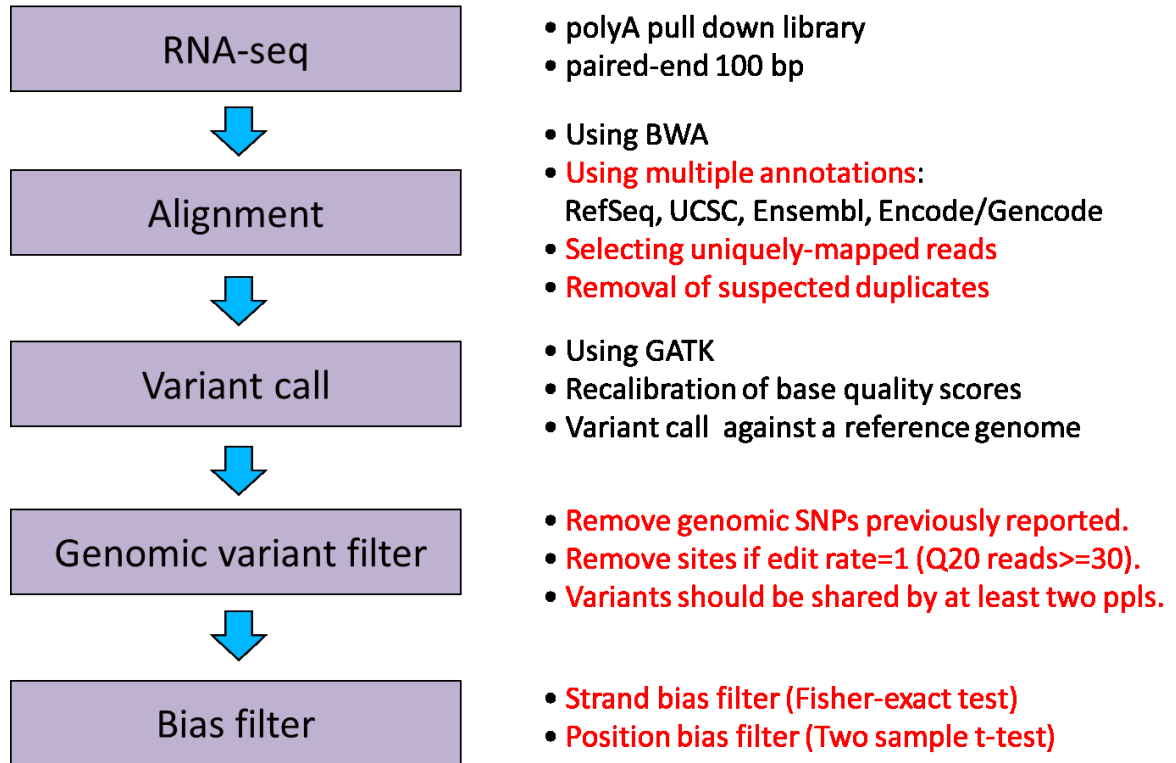 RNA-seq
• polyA pull down library
• paired-end 100 bp
Alignment
• Using BWA
• Using multiple annotations:
RefSeq, UCSC, Ensembl, Encode/Gencode
• Selecting uniquely-mapped reads
• Removal of suspected duplicates
Variant call
• Using GATK
• Recalibration of base quality scores
• Variant call against a reference genome
Genomic variant filter
• Remove genomic SNPs previously reported.
• Remove sites if edit rate=1 (Q20 reads>=30).
• Variants should be shared by at least two ppls.
Bias filter
• Strand bias filter (Fisher-exact test)
• Position bias filter (Two sample t-test)